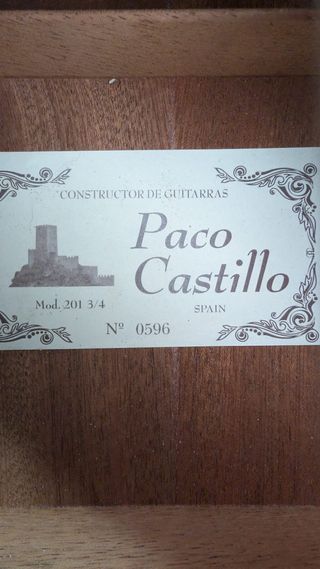 CONSTRUCTOR DE GUITARRAS
Paco
Castillo
SPAIN
Mod. 201 3/4
Nº 0596